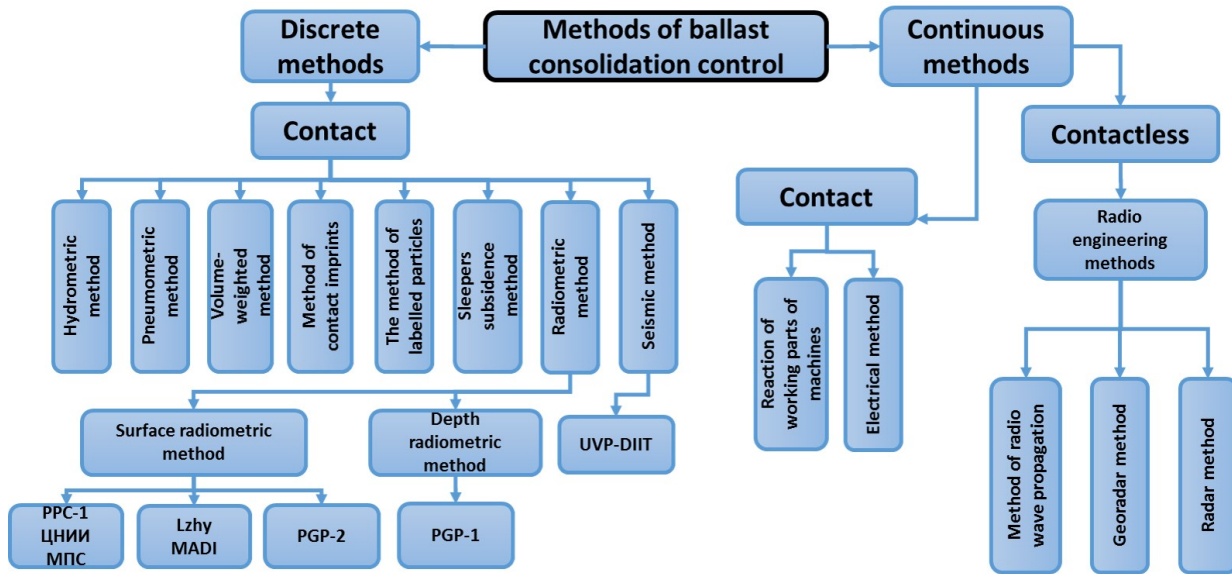 Discrete
methods
Methods of ballast
consolidation control
Continuous
methods
Contact
Contactless
Contact
Radio
engineering
methods
Hydrometric
method
Pneumometric
method
Volume-
weighted
method
Method of
contact imprints
The method of
labelled particles
Sleepers
subsidence
method
Radiometric
method
Seismic method
Reaction of
working parts of
machines
Electrical method
Method of radio
wave propagation
Georadar method
Radar method
Surface radiometric
method
Depth
radiometric
method
UVP-DIIT
PPC-1
ЦНИИ
МПС
Lzhy
MADI
PGP-2
PGP-1